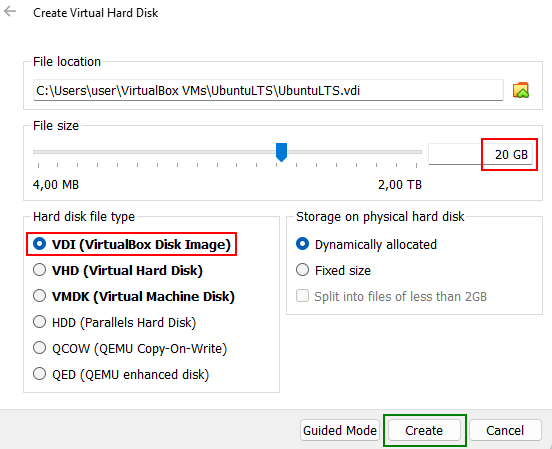 Create Virtual Hard Disk
File location
C:\Users\user\VirtualBox VMs\UbuntuLTS\UbuntuLTS.vdi
File size
20 GB
4,00 MB
2,00 TB
Hard disk file type
VDI (VirtualBox Disk Image)
VHD (Virtual Hard Disk)
VMDK (Virtual Machine Disk)
HDD (Parallels Hard Disk)
QCOW (QEMU Copy-On-Write)
QED (QEMU enhanced disk)
Storage on physical hard disk
Dynamically allocated
Fixed size
Split into files of less than 2GB
Guided Mode
Create
Cancel